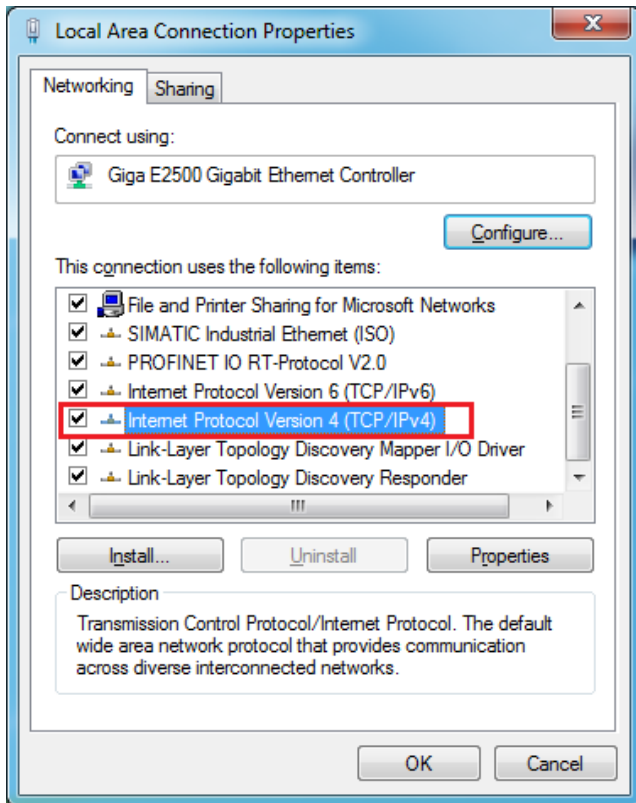 Local Area Connection Properties
Networking
Sharing
Connect using:
Giga E2500 Gigabit Ethernet Controller
Configure...
This connection uses the following items:
File and Printer Sharing for Microsoft Networks
SIMATIC Industrial Ethernet (ISO)
PROFINET IO RT-Protocol V2.0
Internet Protocol Version 6 (TCP/IPv6)
Internet Protocol Version 4 (TCP/IPv4)
Link-Layer Topology Discovery Mapper I/O Driver
Link-Layer Topology Discovery Responder
Install...
Uninstall
Properties
Description
Transmission Control Protocol/Internet Protocol. The default
wide area network protocol that provides communication
across diverse interconnected networks.
OK
Cancel